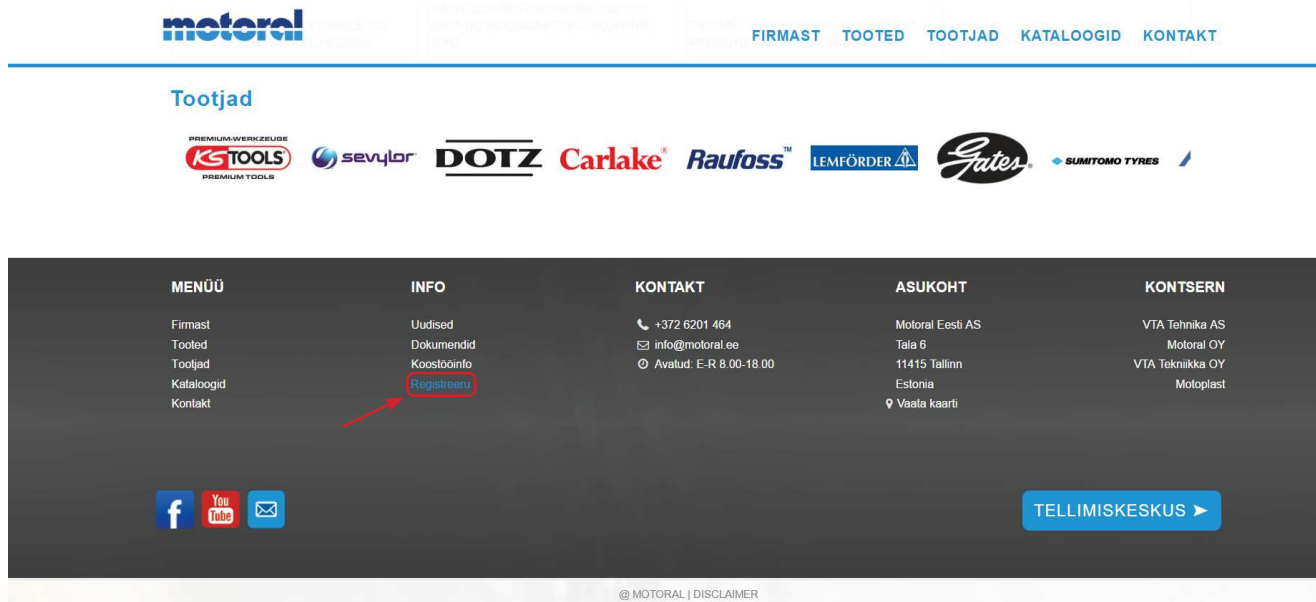 motoral
FIRMAST TOOTED TOOTJAD KATALOOGID KONTAKT
Tootjad
PREMIUM-WERKZEUGE
KS TOOLS
PREMIUM TOOLS
sevylor
DOTZ
Carlake®
Raufoss™
LEMFÖRDER
Gates
SUMITOMO TYRES
MENÜÜ
Firmast
Tooted
Tootjad
Kataloogid
Kontakt
INFO
Uudised
Dokumendid
Koostööinfo
Registreeru
KONTAKT
+372 6201 464
info@motoral.ee
Avatud: E-R 8.00-18.00
ASUKOHT
Motoral Eesti AS
Tala 6
11415 Tallinn
Estonia
Vaata kaarti
KONTSERN
VTA Tehnika AS
Motoral OY
VTA Tekniikka OY
Motoplast
f
You
Tube
TELLIMISKESKUS ➤
@ MOTORAL | DISCLAIMER